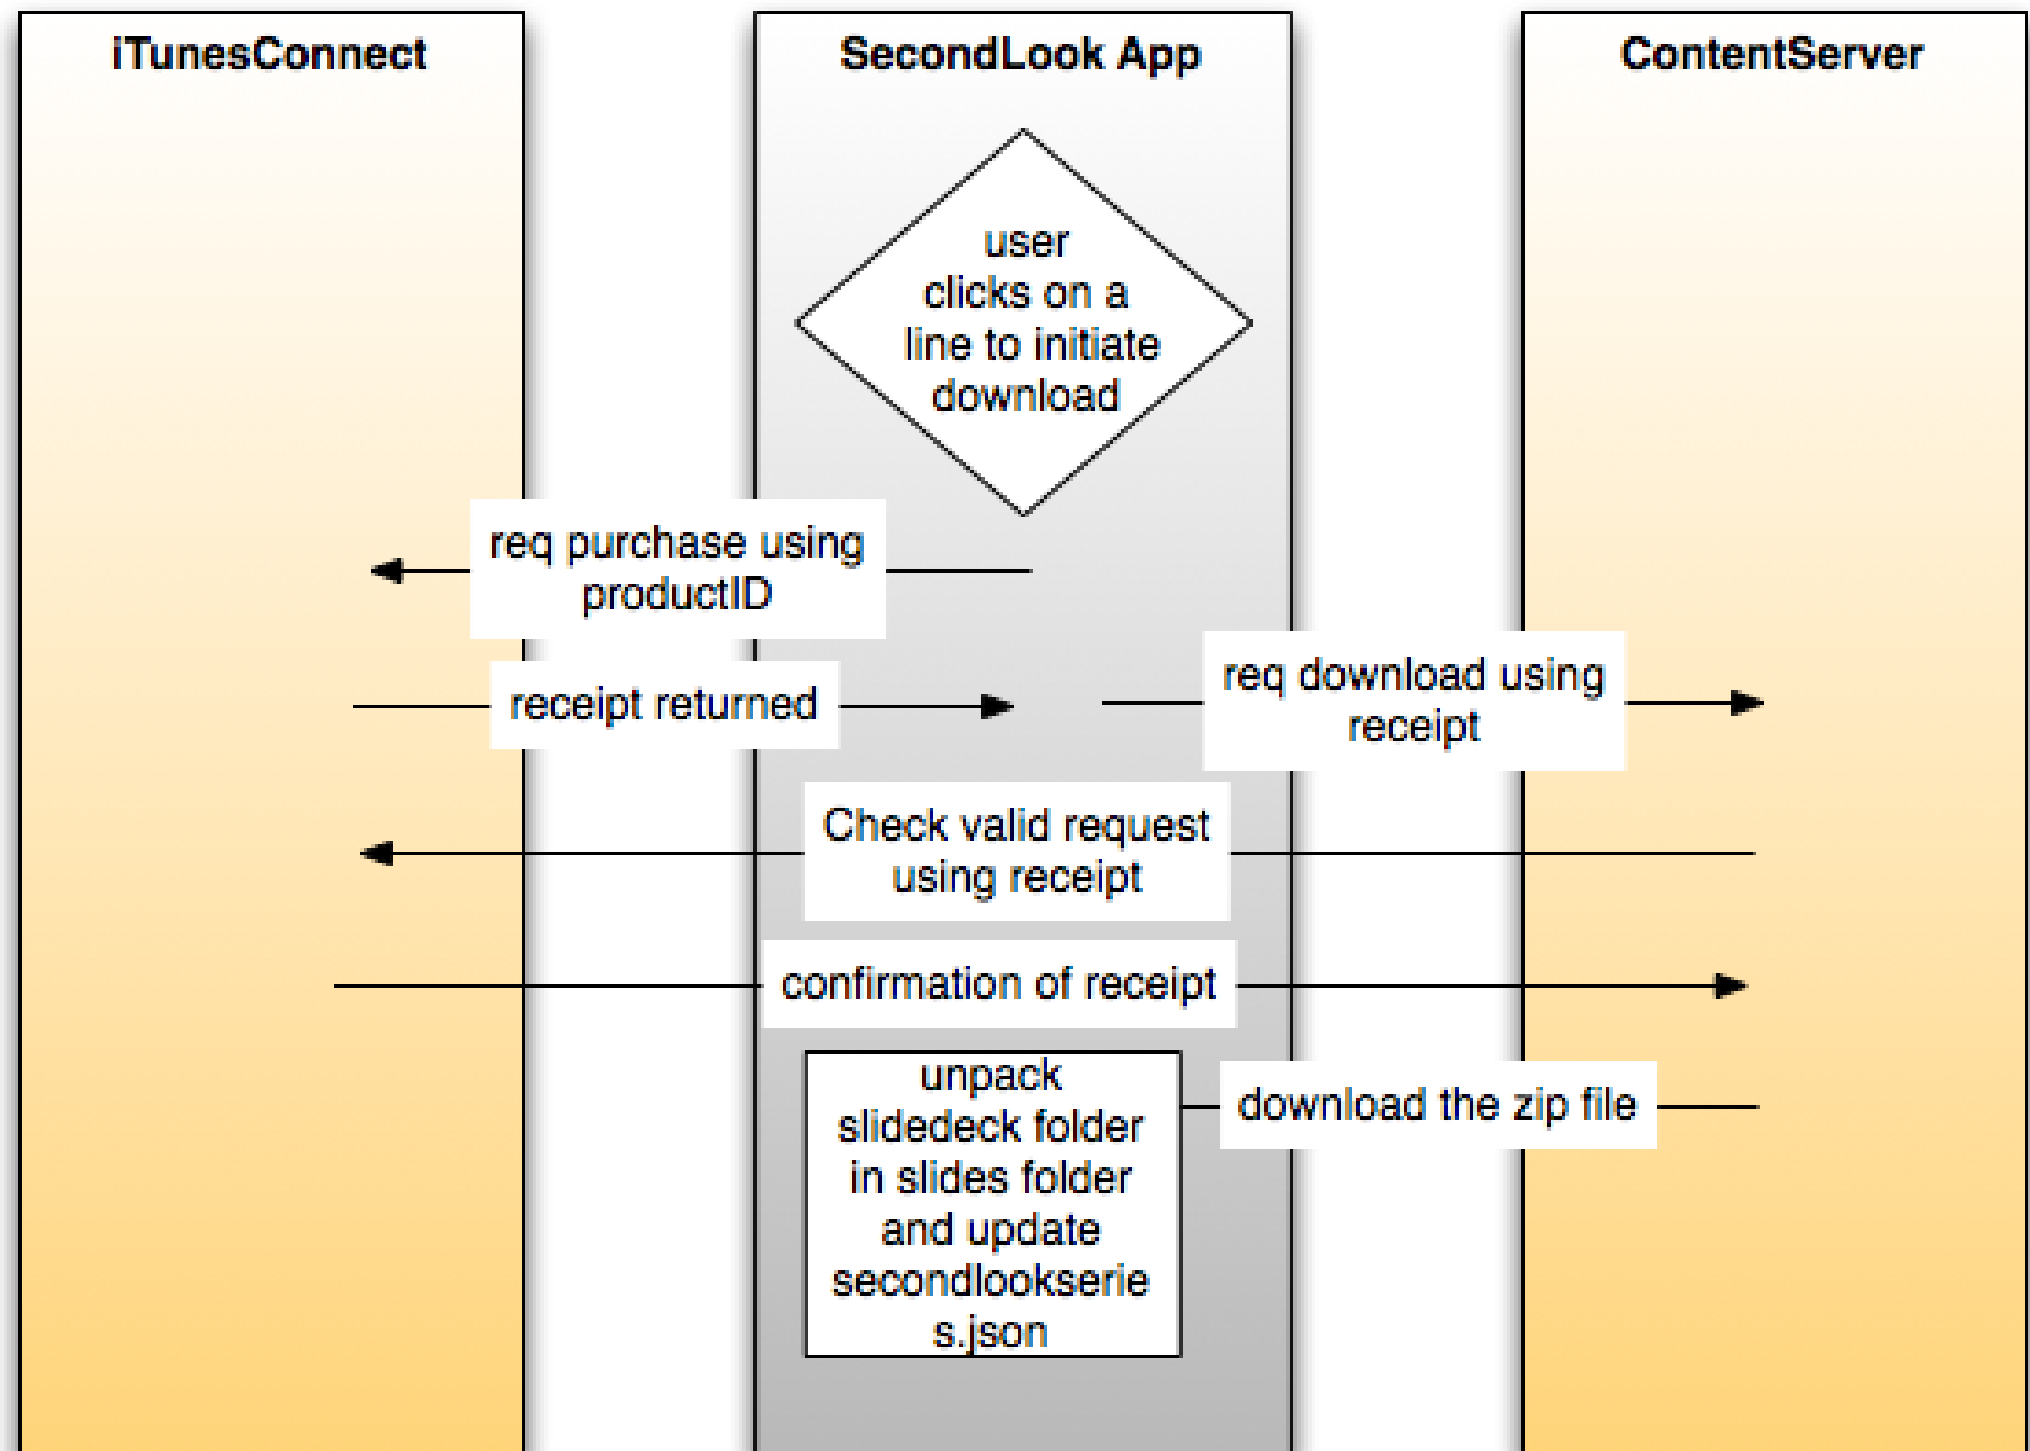 iTunesConnect
SecondLook App
ContentServer
user
clicks on a
line to initiate
download
req purchase using
productID
receipt returned
req download using
receipt
Check valid request
using receipt
confirmation of receipt
download the zip file
unpack
slidedeck folder
in slides folder
and update
secondlookserie
s.json